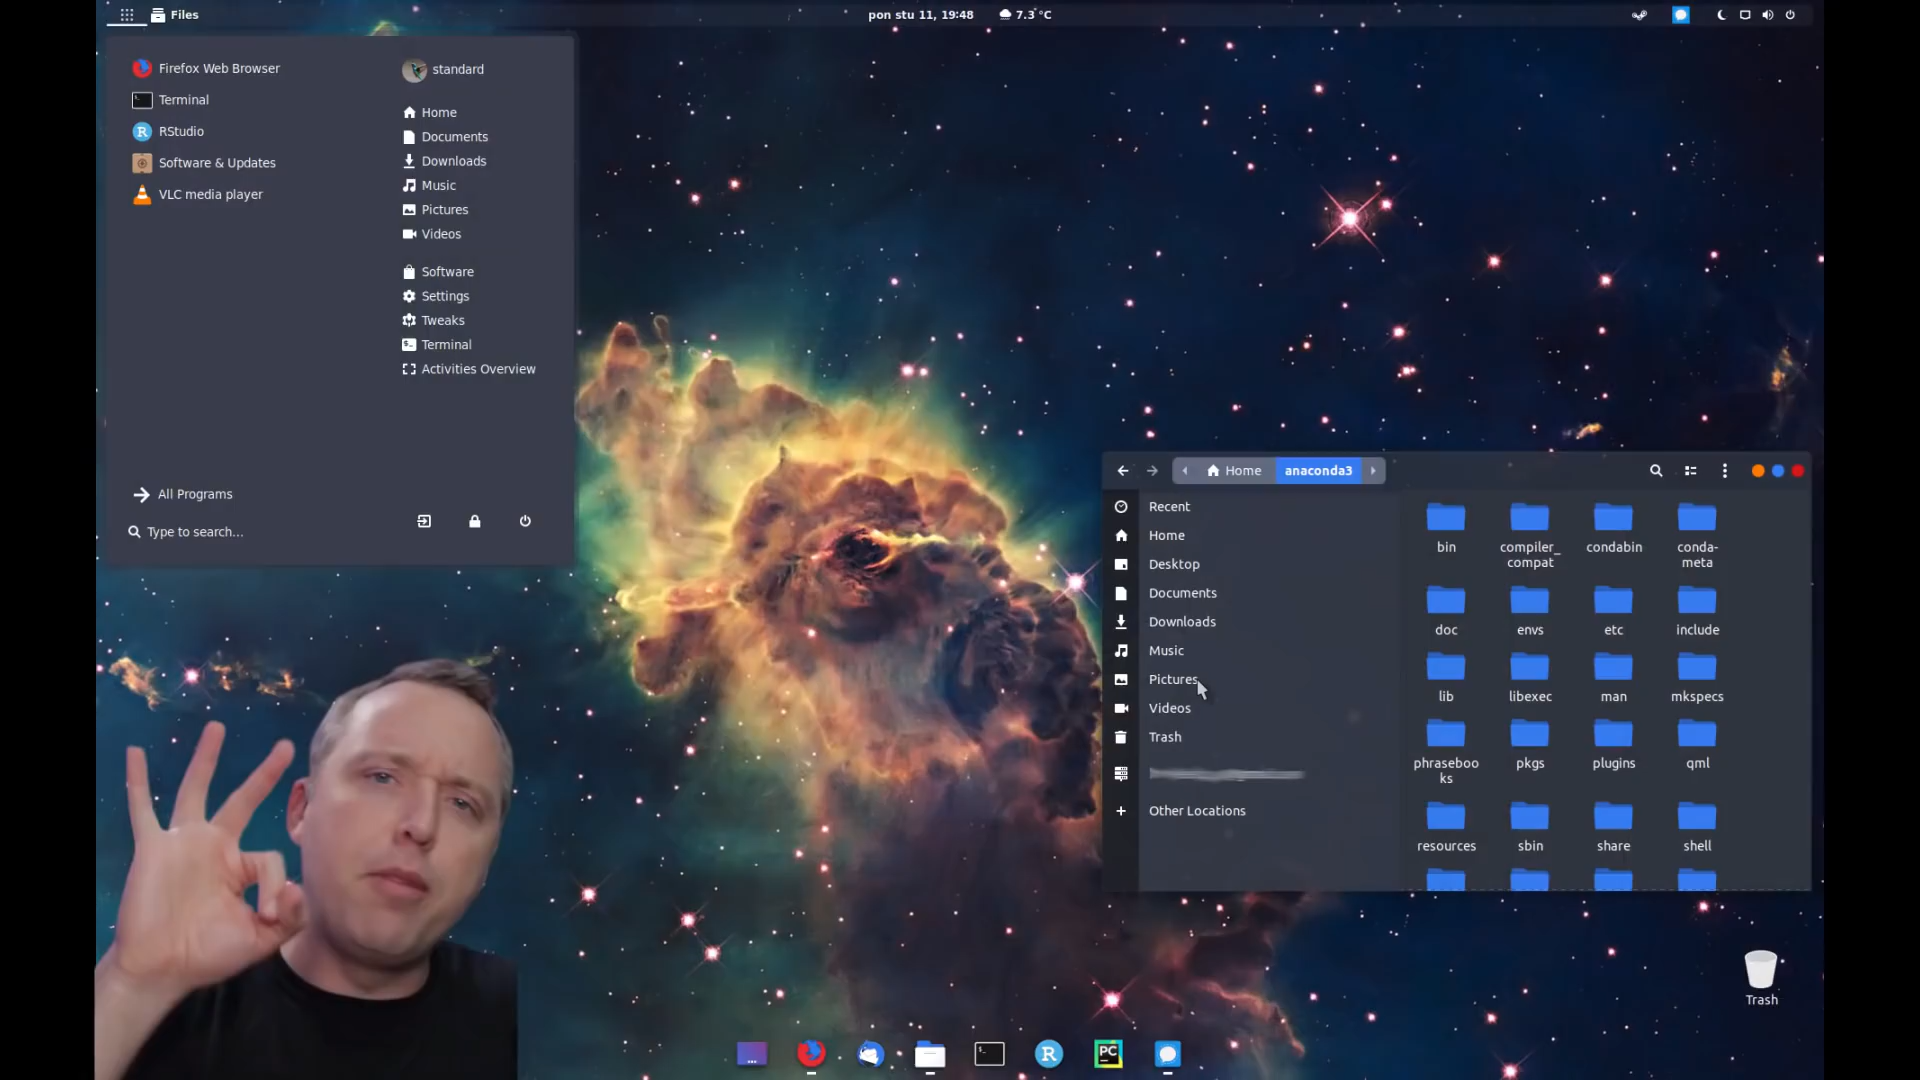 Files
pon stu 11, 19:48
7.3 °C
Firefox Web Browser
Terminal
RStudio
Software & Updates
VLC media player
All Programs
Type to search...
standard
Home
Documents
Downloads
Music
Pictures
Videos
Software
Settings
Tweaks
Terminal
Activities Overview
Home
anaconda3
Recent
Home
Desktop
Documents
Downloads
Music
Pictures
Videos
Trash
Other Locations
bin
compiler_
compat
condabin
conda-
meta
doc
envs
etc
include
lib
libexec
man
mkspecs
phraseboo
ks
pkgs
plugins
qml
resources
sbin
share
shell
Trash
R
PC